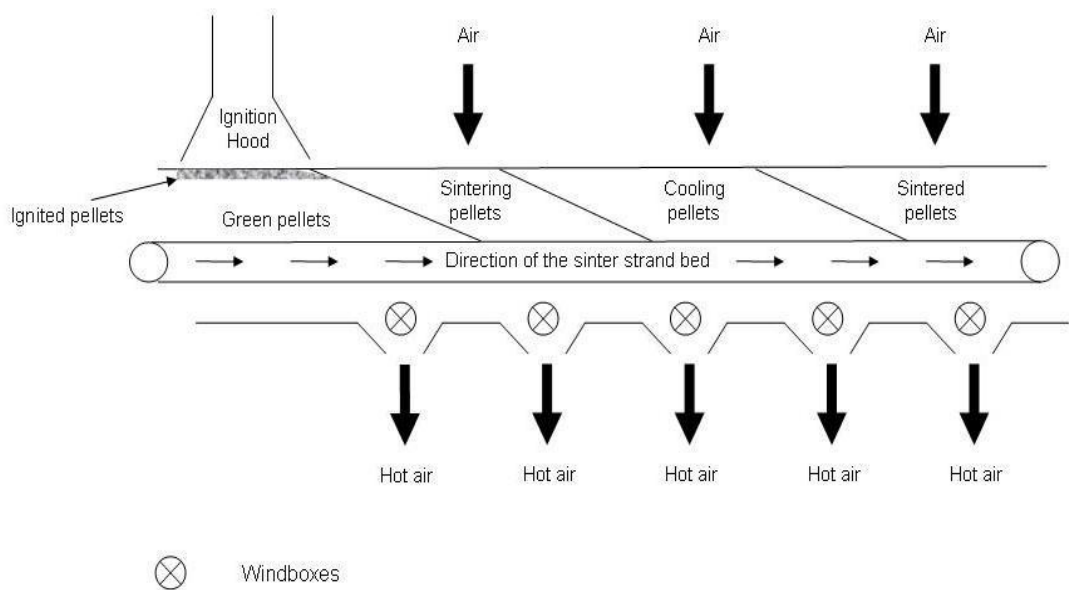 Air
Air
Air
Ignition
Hood
Ignited pellets
Green pellets
Sintering
pellets
Cooling
pellets
Sintered
pellets
Direction of the sinter strand bed
Hot air
Hot air
Hot air
Hot air
Hot air
Windboxes